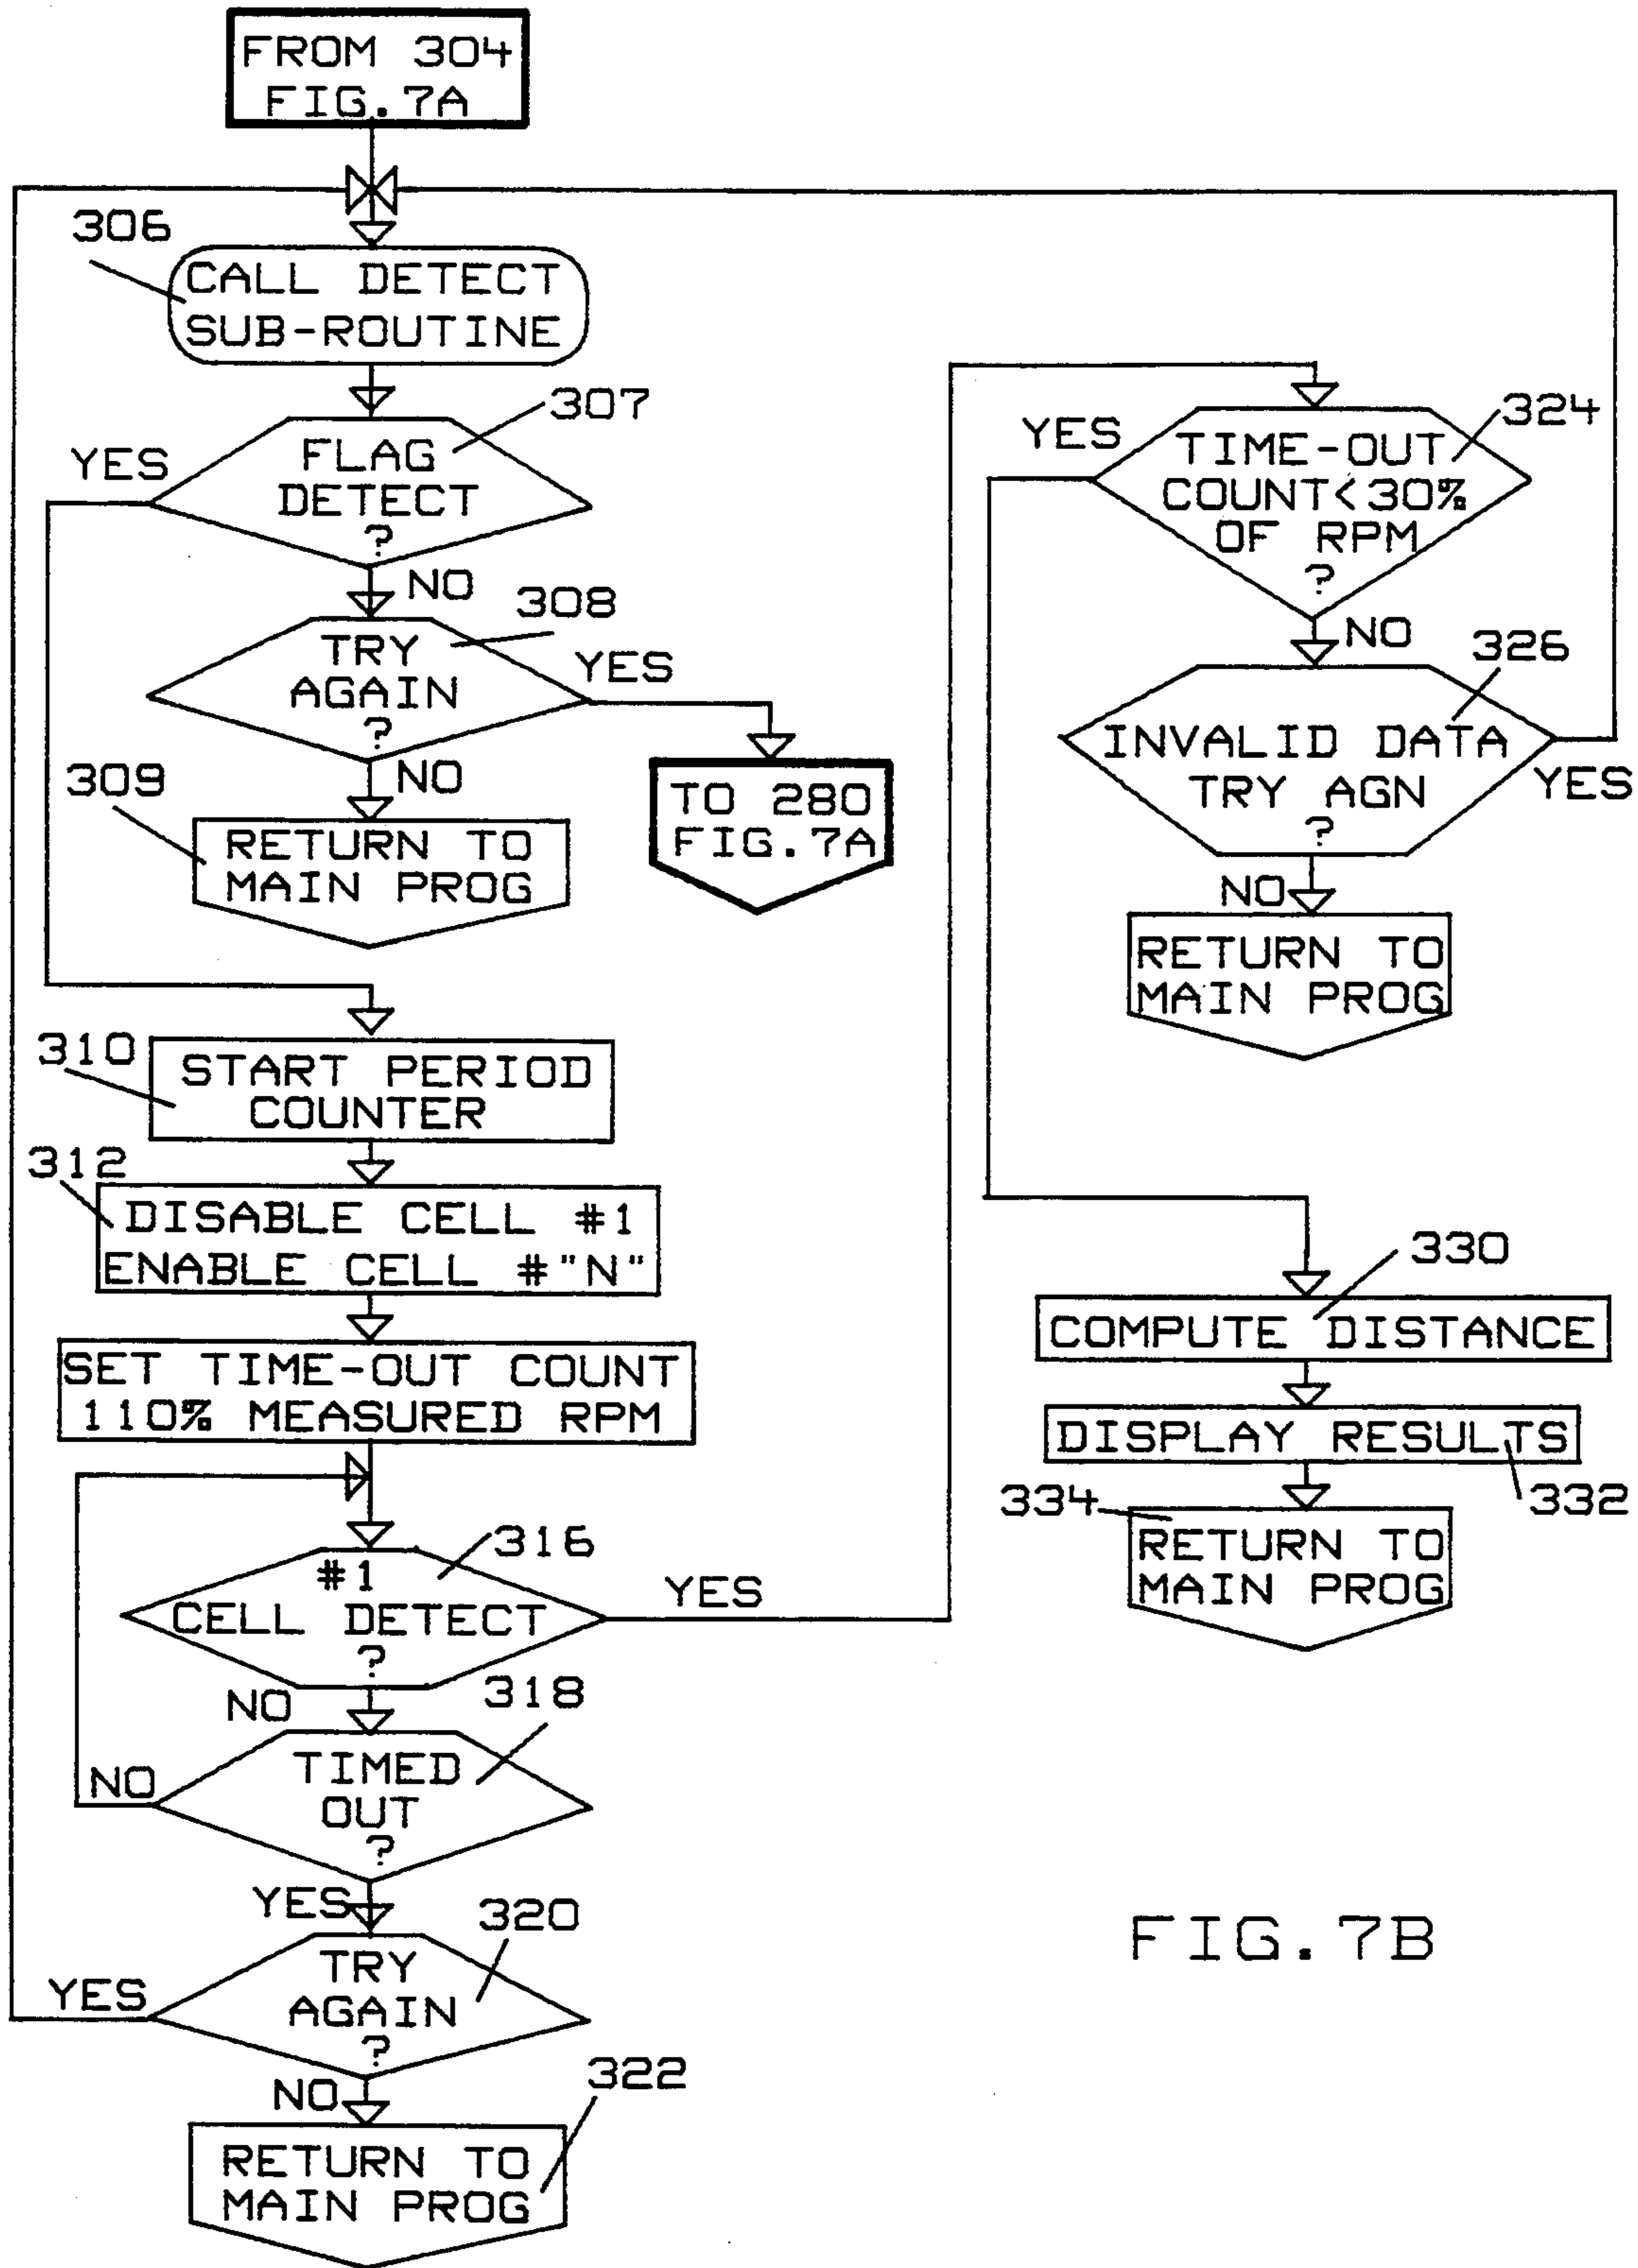 FROM 304
FIG.7A
306
CALL DETECT
SUB-ROUTINE
307
YES
FLAG
DETECT
?
NO
308
TRY
AGAIN
?
YES
NO
309
RETURN TO
MAIN PROG
TO 280
FIG.7A
310
START PERIOD
COUNTER
312
DISABLE CELL #1
ENABLE CELL #"N"
SET TIME-OUT COUNT
110% MEASURED RPM
316
#1
CELL DETECT
?
YES
NO
318
TIMED
OUT
?
NO
YES
320
TRY
AGAIN
?
YES
NO
322
RETURN TO
MAIN PROG
324
YES
TIME-OUT
COUNT<30%
OF RPM
?
NO
326
INVALID DATA
TRY AGN
?
YES
NO
RETURN TO
MAIN PROG
330
COMPUTE DISTANCE
DISPLAY RESULTS
332
334
RETURN TO
MAIN PROG
FIG.7B